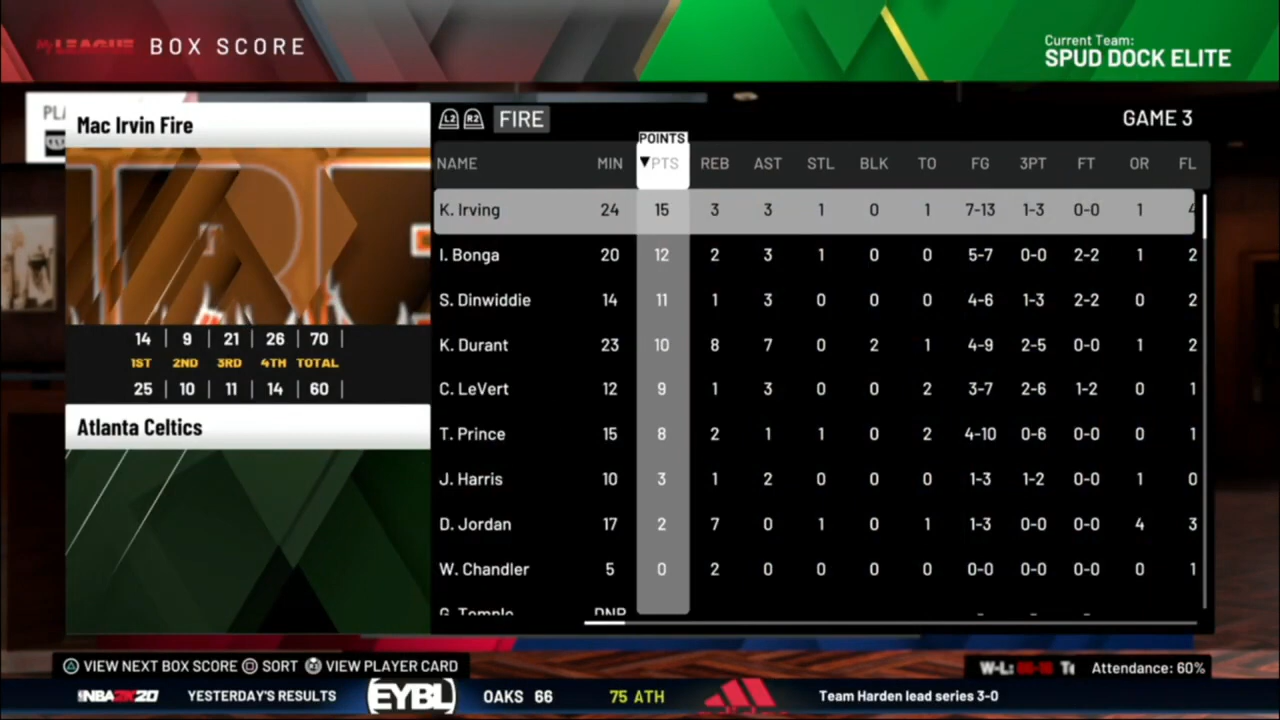 MyLEAGUE BOX SCORE
Current Team:
SPUD DOCK ELITE
PL
Mac Irvin Fire
L2 R2 FIRE
GAME 3
POINTS
NAME MIN PTS REB AST STL BLK TO FG 3PT FT OR FL
K. Irving 24 15 3 3 1 0 1 7-13 1-3 0-0 1 4
I. Bonga 20 12 2 3 1 0 0 5-7 0-0 2-2 1 2
S. Dinwiddie 14 11 1 3 0 0 0 4-6 1-3 2-2 0 2
K. Durant 23 10 8 7 0 2 1 4-9 2-5 0-0 1 2
C. LeVert 12 9 1 3 0 0 2 3-7 2-6 1-2 0 1
T. Prince 15 8 2 1 1 0 2 4-10 0-6 0-0 0 1
J. Harris 10 3 1 2 0 0 0 1-3 1-2 0-0 1 0
D. Jordan 17 2 7 0 1 0 1 1-3 0-0 0-0 4 3
W. Chandler 5 0 2 0 0 0 0 0-0 0-0 0-0 0 1
G. Temple DNP - - -
14 | 9 | 21 | 26 | 70 |
1ST 2ND 3RD 4TH TOTAL
25 | 10 | 11 | 14 | 60 |
Atlanta Celtics
VIEW NEXT BOX SCORE SORT VIEW PLAYER CARD
W-L: Attendance: 60%
NBA2K20 YESTERDAY'S RESULTS EYBL OAKS 66 75 ATH Team Harden lead series 3-0